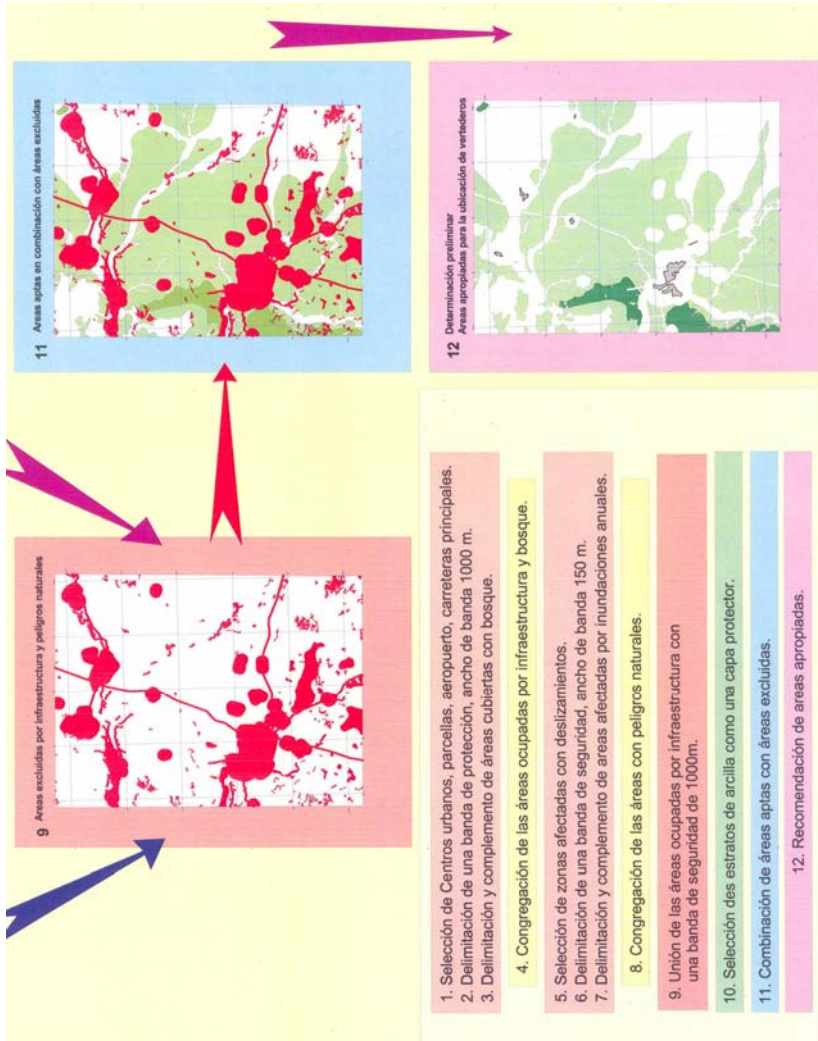 9 Areas excluidas por infraestructura y peligros naturales
11 Areas aptas en combinación con áreas excluidas
1. Selección de Centros urbanos, parcellas, aeropuerto, carreteras principales.
2. Delimitación de una banda de protección, ancho de banda 1000 m.
3. Delimitación y complemento de áreas cubiertas con bosque.
4. Congregación de las áreas ocupadas por infraestructura y bosque.
5. Selección de zonas afectadas con deslizamientos.
6. Delimitación de una banda de seguridad, ancho de banda 150 m.
7. Delimitación y complemento de areas afectadas por inundaciones anuales.
8. Congregación de las áreas con peligros naturales.
9. Unión de las áreas ocupadas por infraestructura con
una banda de seguridad de 1000m.
10. Selección des estratos de arcilla como una capa protector.
11. Combinación de áreas aptas con áreas excluidas.
12. Recomendación de areas apropiadas.
12 Determinación preliminar
Areas apropiadas para la ubicación de vertederos